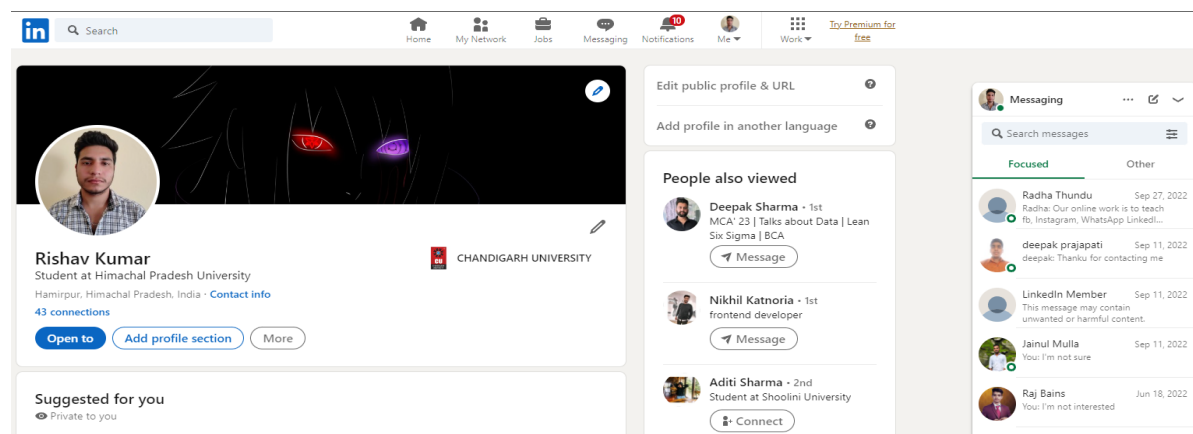 in
Search
Home
My Network
Jobs
Messaging
10
Notifications
Me
Work
Try Premium for
free
Rishav Kumar
Student at Himachal Pradesh University
Hamirpur, Himachal Pradesh, India · Contact info
43 connections
CU
CHANDIGARH UNIVERSITY
Open to
Add profile section
More
Suggested for you
Private to you
Edit public profile & URL
Add profile in another language
People also viewed
Deepak Sharma · 1st
MCA' 23 | Talks about Data | Lean
Six Sigma | BCA
Message
Nikhil Katnoria · 1st
frontend developer
Message
Aditi Sharma · 2nd
Student at Shoolini University
Connect
Messaging
Search messages
Focused
Other
Radha Thundu Sep 27, 2022
Radha: Our online work is to teach
fb, Instagram, WhatsApp LinkedI...
deepak prajapati Sep 11, 2022
deepak: Thanku for contacting me
LinkedIn Member Sep 11, 2022
This message may contain
unwanted or harmful content.
Jainul Mulla Sep 11, 2022
You: I'm not sure
Raj Bains Jun 18, 2022
You: I'm not interested